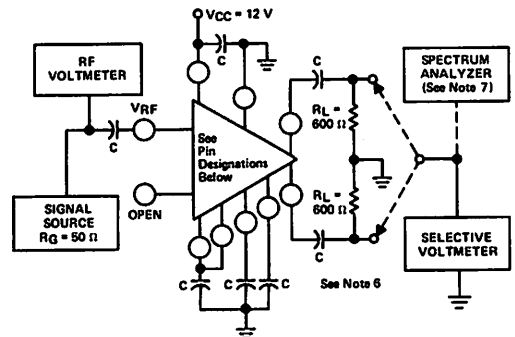 VCC = 12 V
C
RF
VOLTMETER
SPECTRUM
ANALYZER
(See Note 7)
C
VRF
C
See
Pin
Designations
Below
RL =
600 Ω
OPEN
SIGNAL
SOURCE
RG = 50 Ω
RL =
600 Ω
SELECTIVE
VOLTMETER
C
C
C
C
See Note 6